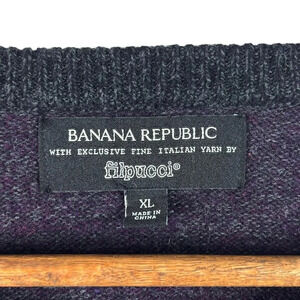 BANANA REPUBLIC
WITH EXCLUSIVE FINE ITALIAN YARN BY
filpucci®
XL
MADE IN
CHINA